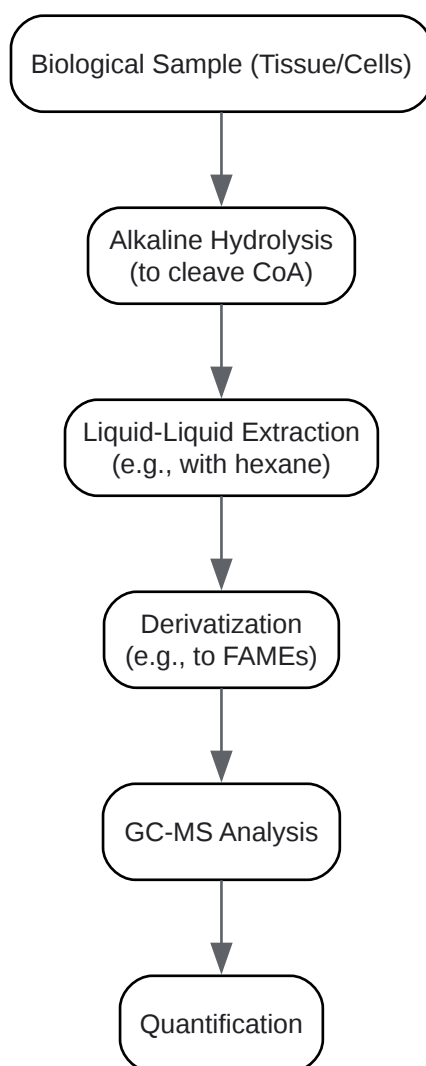 Biological Sample (Tissue/Cells)
Alkaline Hydrolysis
(to cleave CoA)
Liquid-Liquid Extraction
(e.g., with hexane)
Derivatization
(e.g., to FAMEs)
GC-MS Analysis
Quantification